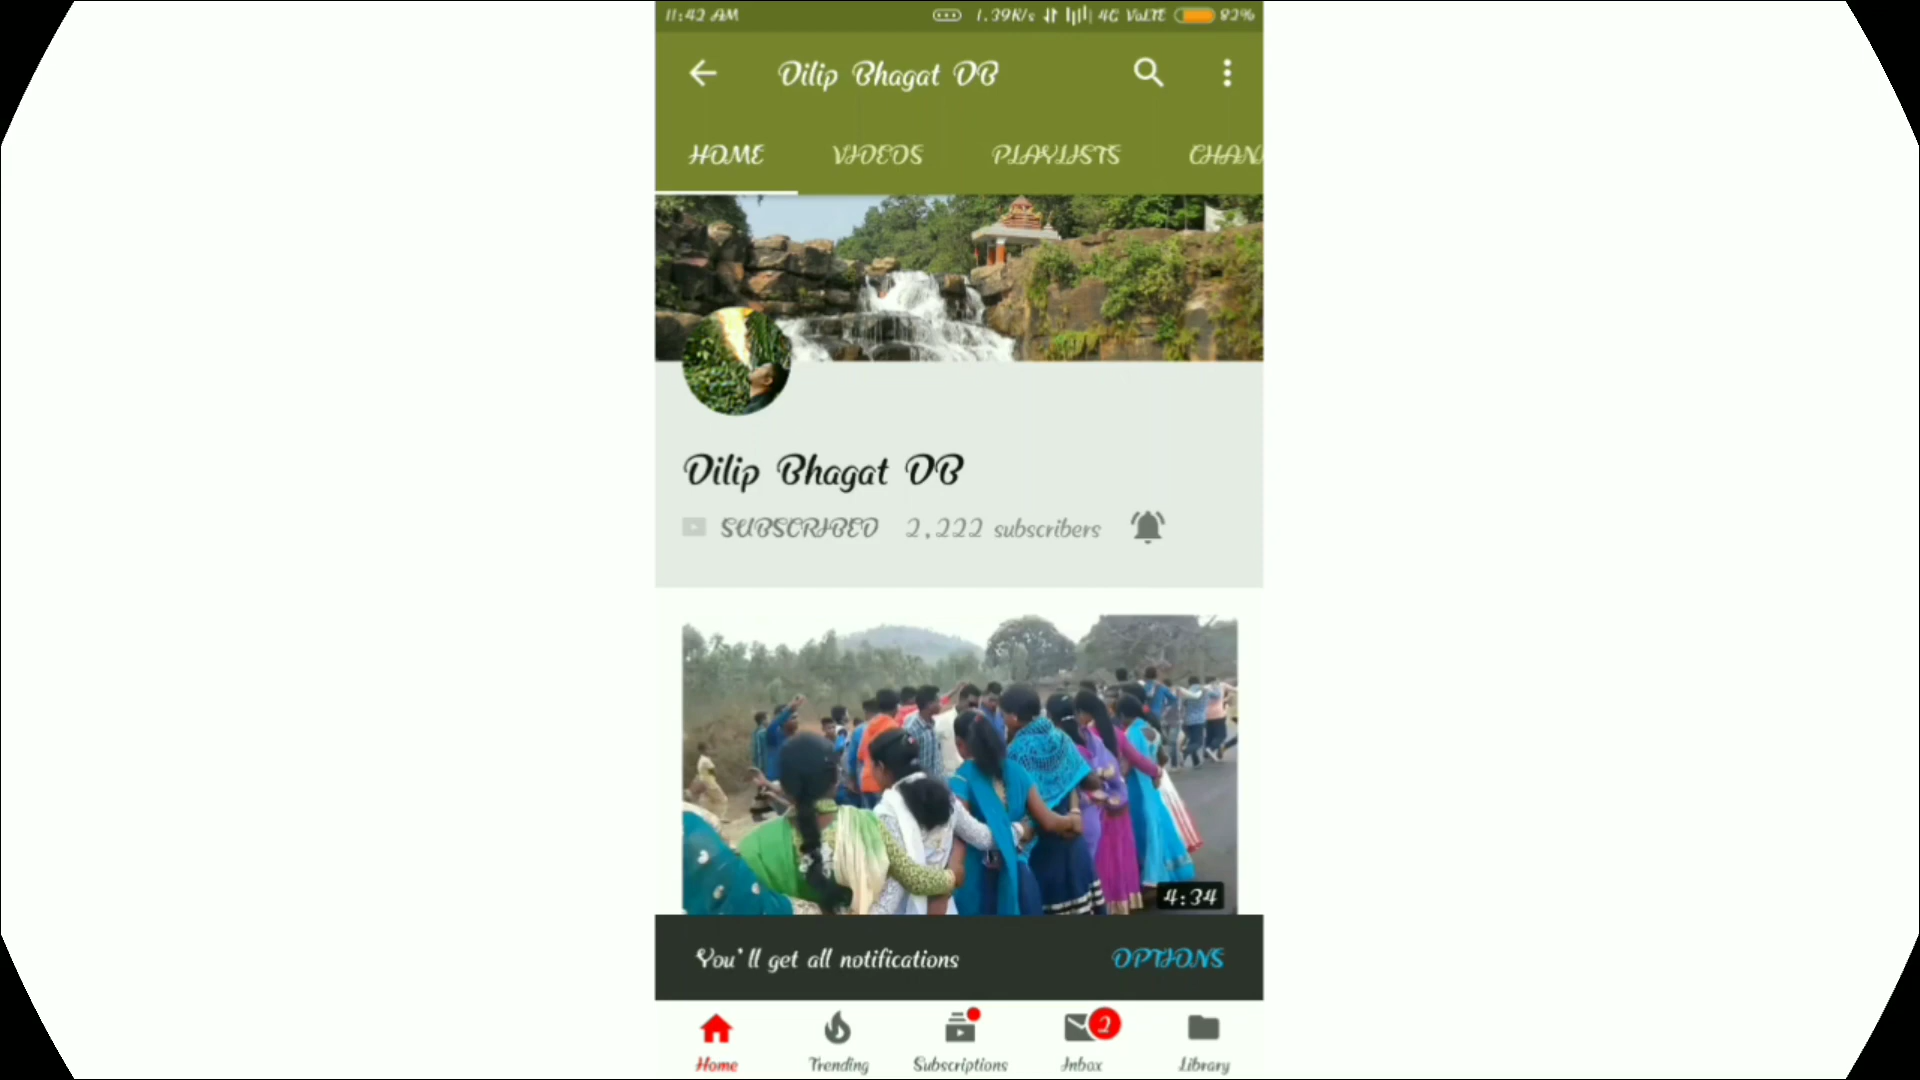 11:42 AM 1.39K/s 4G VoLTE 82%
Dilip Bhagat DB
HOME VIDEOS PLAYLISTS CHAN
Dilip Bhagat DB
SUBSCRIBED 2,222 subscribers
4:34
You'll get all notifications OPTIONS
2
Home Trending Subscriptions Inbox Library